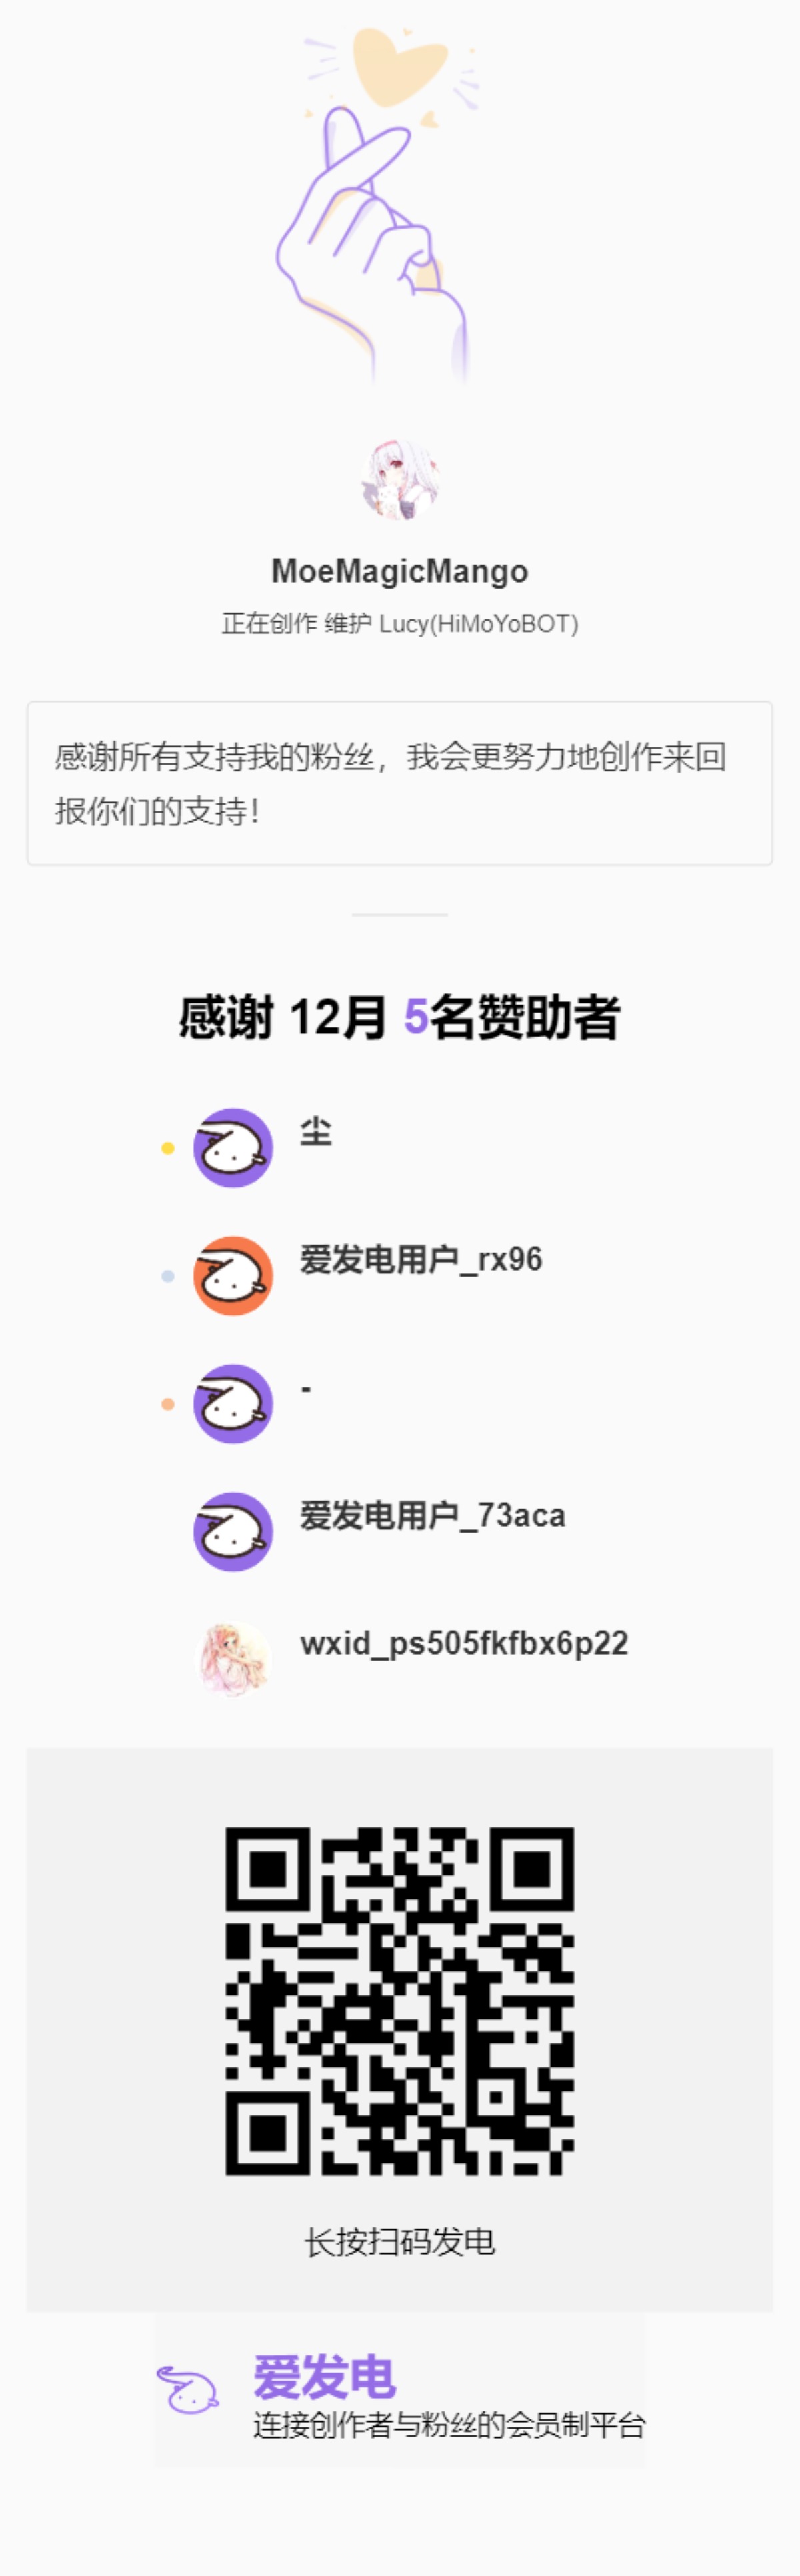 MoeMagicMango
正在创作 维护 Lucy(HiMoYoBOT)
感谢所有支持我的粉丝，我会更努力地创作来回
报你们的支持！
感谢 12月 5名赞助者
尘
爱发电用户_rx96
-
爱发电用户_73aca
wxid_ps505fkfbx6p22
长按扫码发电
爱发电
连接创作者与粉丝的会员制平台